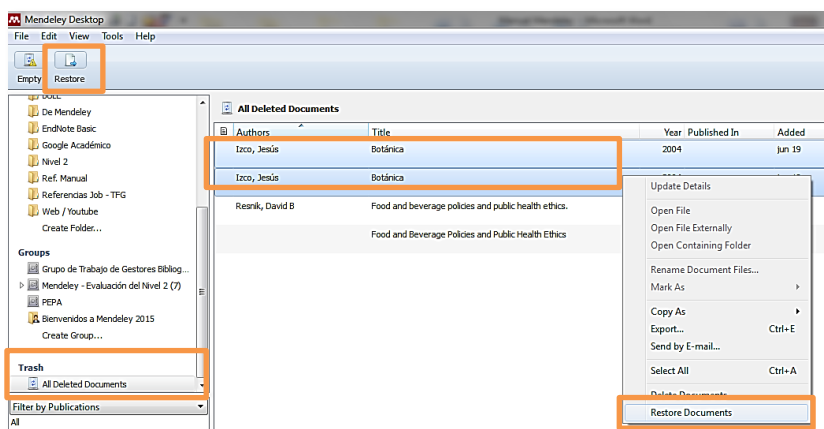 Mendeley Desktop
File Edit View Tools Help
Empty Restore
De Mendeley
EndNote Basic
Google Académico
Nivel 2
Ref. Manual
Referencias Job - TFG
Web / Youtube
Create Folder...
Groups
Grupo de Trabajo de Gestores Bibliog...
Mendeley - Evaluación del Nivel 2 (7)
PEPA
Bienvenidos a Mendeley 2015
Create Group...
Trash
All Deleted Documents
Filter by Publications
All
All Deleted Documents
Authors Title Year Published In Added
Izco, Jesús Botánica 2004 jun 19
Izco, Jesús Botánica
Resnik, David B Food and beverage policies and public health ethics.
Food and Beverage Policies and Public Health Ethics
Update Details
Open File
Open File Externally
Open Containing Folder
Rename Document Files...
Mark As
Copy As
Export... Ctrl+E
Send by E-mail...
Select All Ctrl+A
Delete Documents
Restore Documents